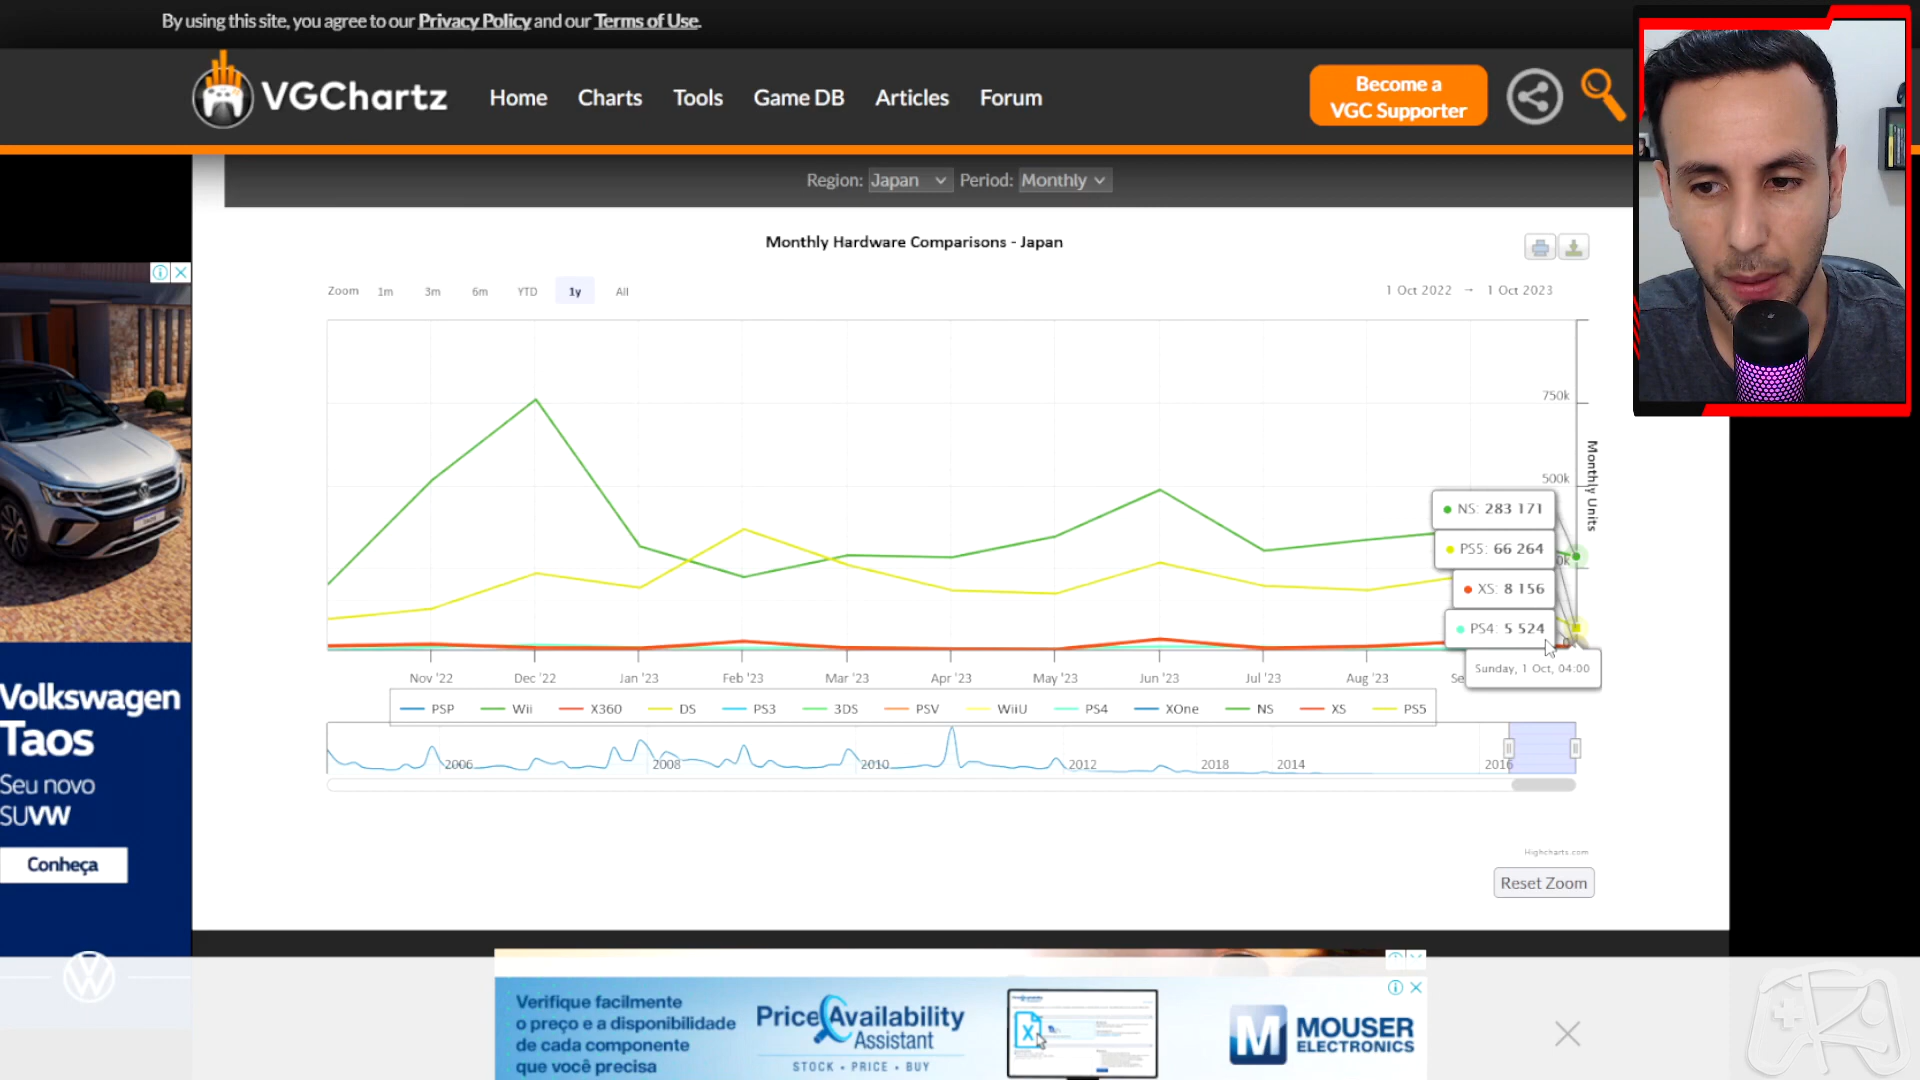 By using this site, you agree to our Privacy Policy and our Terms of Use.
VGChartz
Home
Charts
Tools
Game DB
Articles
Forum
Become a
VGC Supporter
Region: Japan
Period: Monthly
Monthly Hardware Comparisons - Japan
Zoom 1m 3m 6m YTD 1y All
1 Oct 2022 → 1 Oct 2023
750k
500k
Monthly Units
NS: 283 171
PS5: 66 264
XS: 8 156
PS4: 5 524
0
Sunday, 1 Oct, 04:00
Nov '22 Dec '22 Jan '23 Feb '23 Mar '23 Apr '23 May '23 Jun '23 Jul '23 Aug '23
PSP Wii X360 DS PS3 3DS PSV WiiU PS4 XOne NS XS PS5
2006 2008 2010 2012 2018 2014 2016
Highcharts.com
Reset Zoom
Volkswagen
Taos
Seu novo
SUVW
Conheça
Verifique facilmente
o preço e a disponibilidade
de cada componente
que você precisa
Price Availability
Assistant
STOCK • PRICE • BUY
M
MOUSER
ELECTRONICS